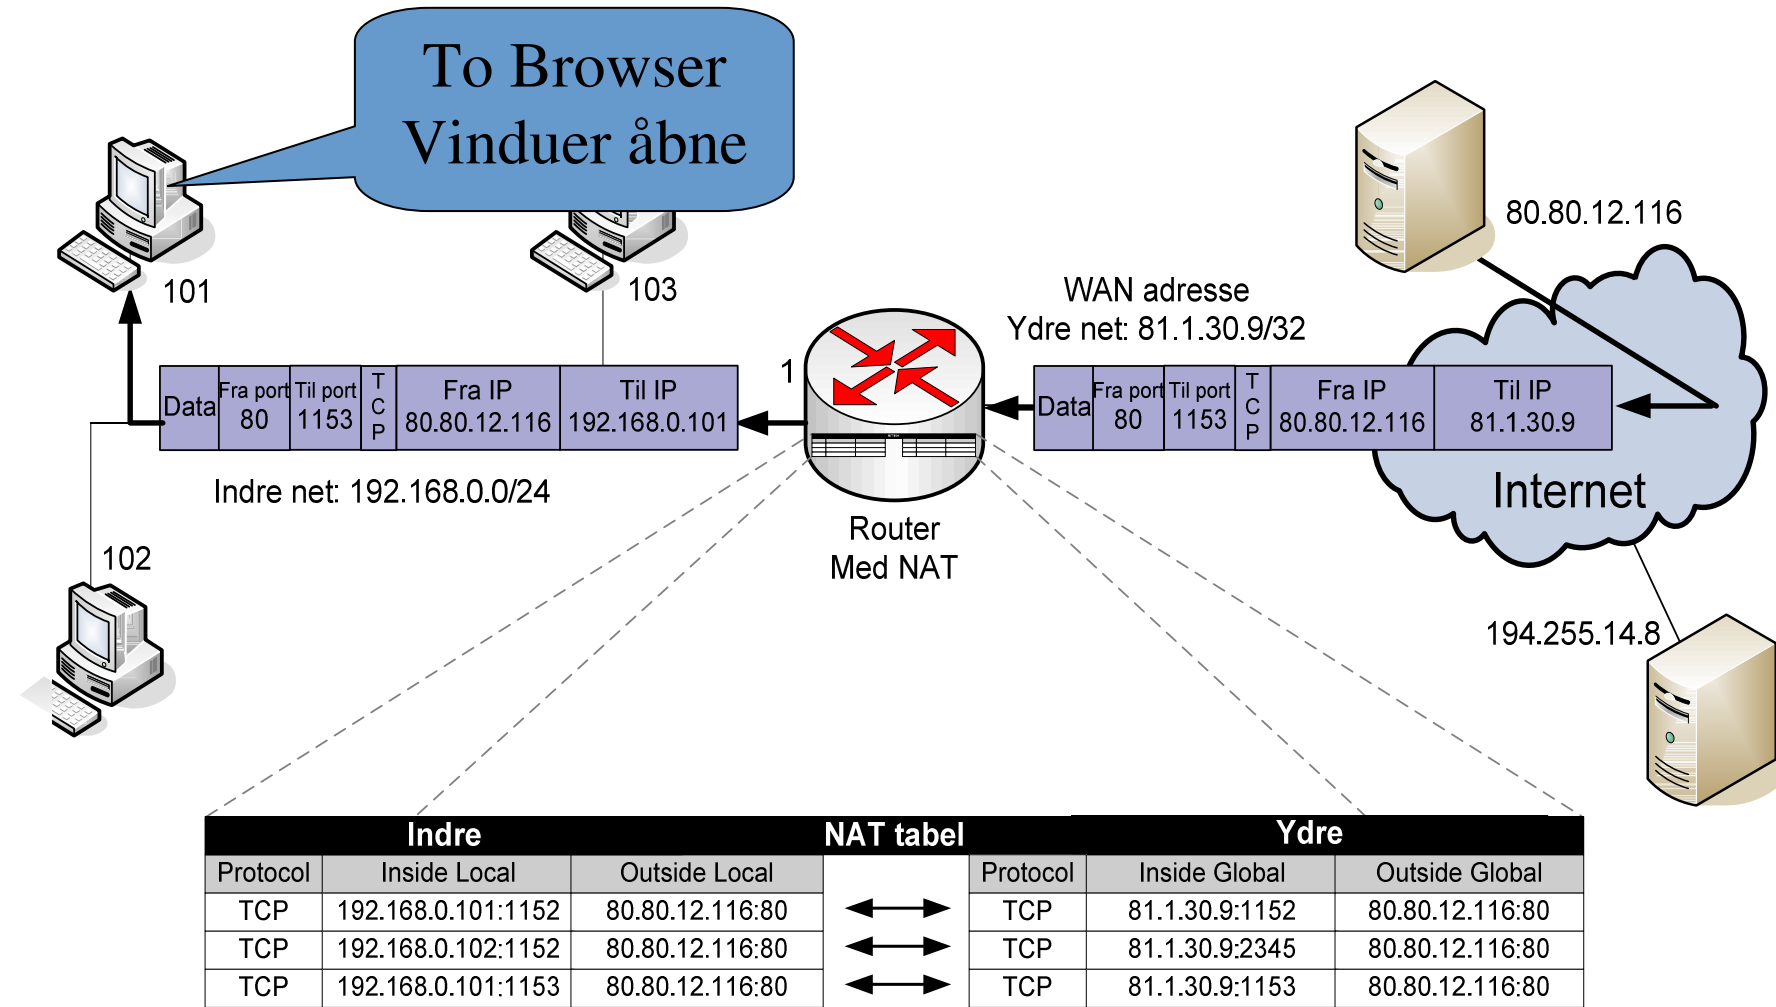 To Browser
Vinduer åbne
101
103
80.80.12.116
WAN adresse
Ydre net: 81.1.30.9/32
Data
Fra port
80
Til port
1153
T
C
P
Fra IP
80.80.12.116
Til IP
192.168.0.101
1
Data
Fra port
80
Til port
1153
T
C
P
Fra IP
80.80.12.116
Til IP
81.1.30.9
Indre net: 192.168.0.0/24
Internet
Router
Med NAT
102
194.255.14.8
Indre NAT tabel Ydre
Protocol Inside Local Outside Local Protocol Inside Global Outside Global
TCP 192.168.0.101:1152 80.80.12.116:80 TCP 81.1.30.9:1152 80.80.12.116:80
TCP 192.168.0.102:1152 80.80.12.116:80 TCP 81.1.30.9:2345 80.80.12.116:80
TCP 192.168.0.101:1153 80.80.12.116:80 TCP 81.1.30.9:1153 80.80.12.116:80